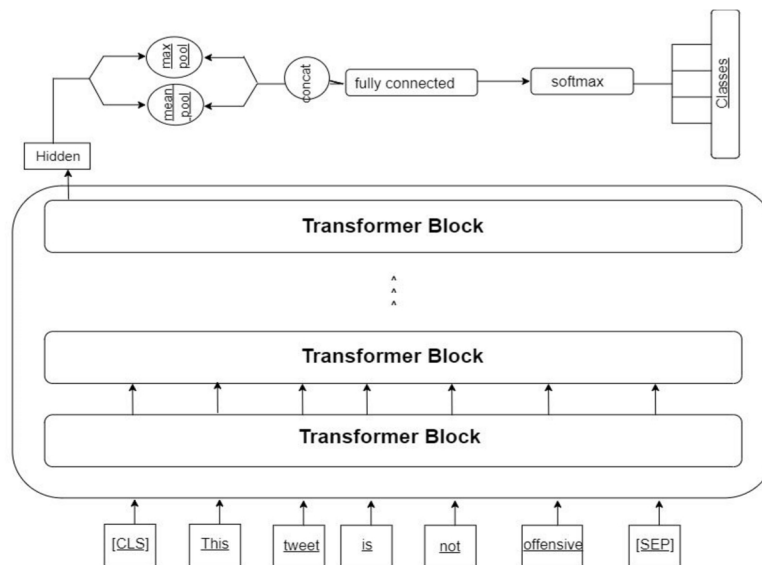 max
pool
mean
pool
concat
fully connected
softmax
Classes
Hidden
Transformer Block
Transformer Block
Transformer Block
[CLS]
This
tweet
is
not
offensive
[SEP]